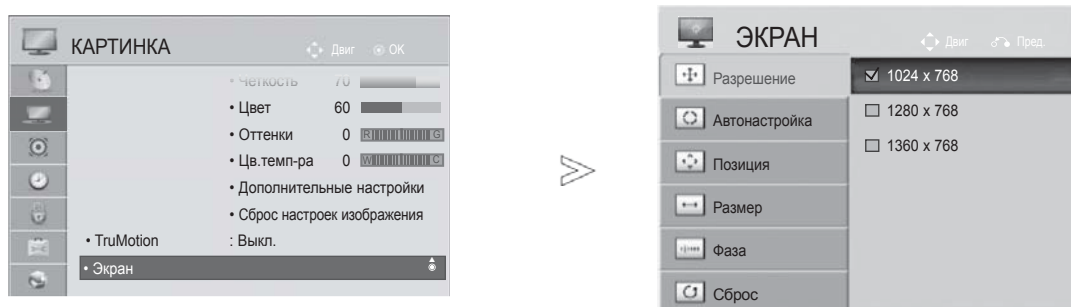 КАРТИНКА
Двиг
OK
• Четкость 70
• Цвет 60
• Оттенки 0 R G
• Цв.темп-ра 0 W C
• Дополнительные настройки
• Сброс настроек изображения
• TruMotion : Выкл.
• Экран
ЭКРАН
Двиг
Пред.
Разрешение
1024 x 768
Автонастройка
1280 x 768
Позиция
1360 x 768
Размер
Фаза
Сброс